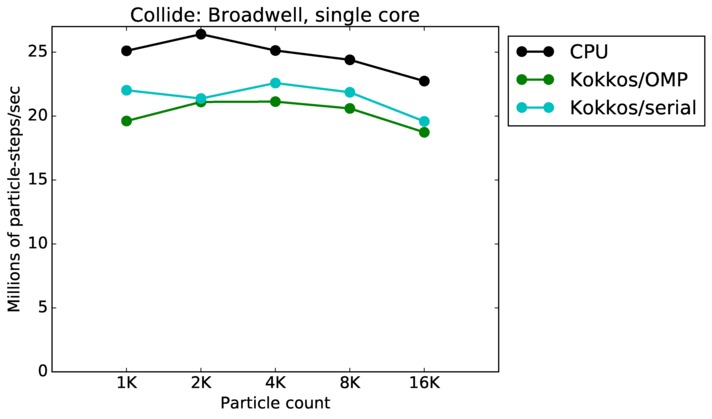 Collide: Broadwell, single core
CPU
Kokkos/OMP
Kokkos/serial
Millions of particle-steps/sec
25
20
15
10
5
0
1K 2K 4K 8K 16K
Particle count